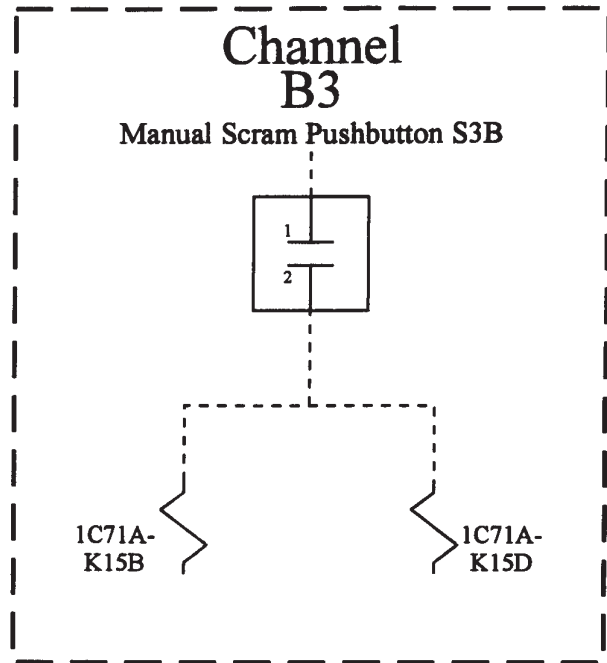 Channel
B3
Manual Scram Pushbutton S3B
1
2
1C71A-
K15B
1C71A-
K15D